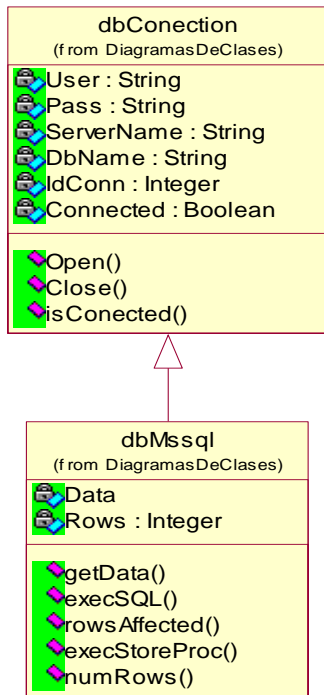 dbConection
(from DiagramasDeClases)
User : String
Pass : String
ServerName : String
DbName : String
IdConn : Integer
Connected : Boolean
Open()
Close()
isConected()
dbMssql
(from DiagramasDeClases)
Data
Rows : Integer
getData()
execSQL()
rowsAffected()
execStoreProc()
numRows()